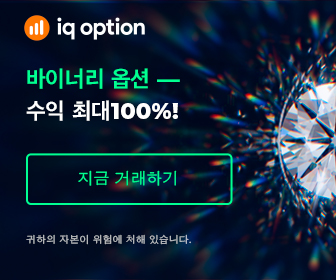 iq option
바이너리 옵션 —
수익 최대100%!
지금 거래하기
귀하의 자본이 위험에 처해 있습니다.